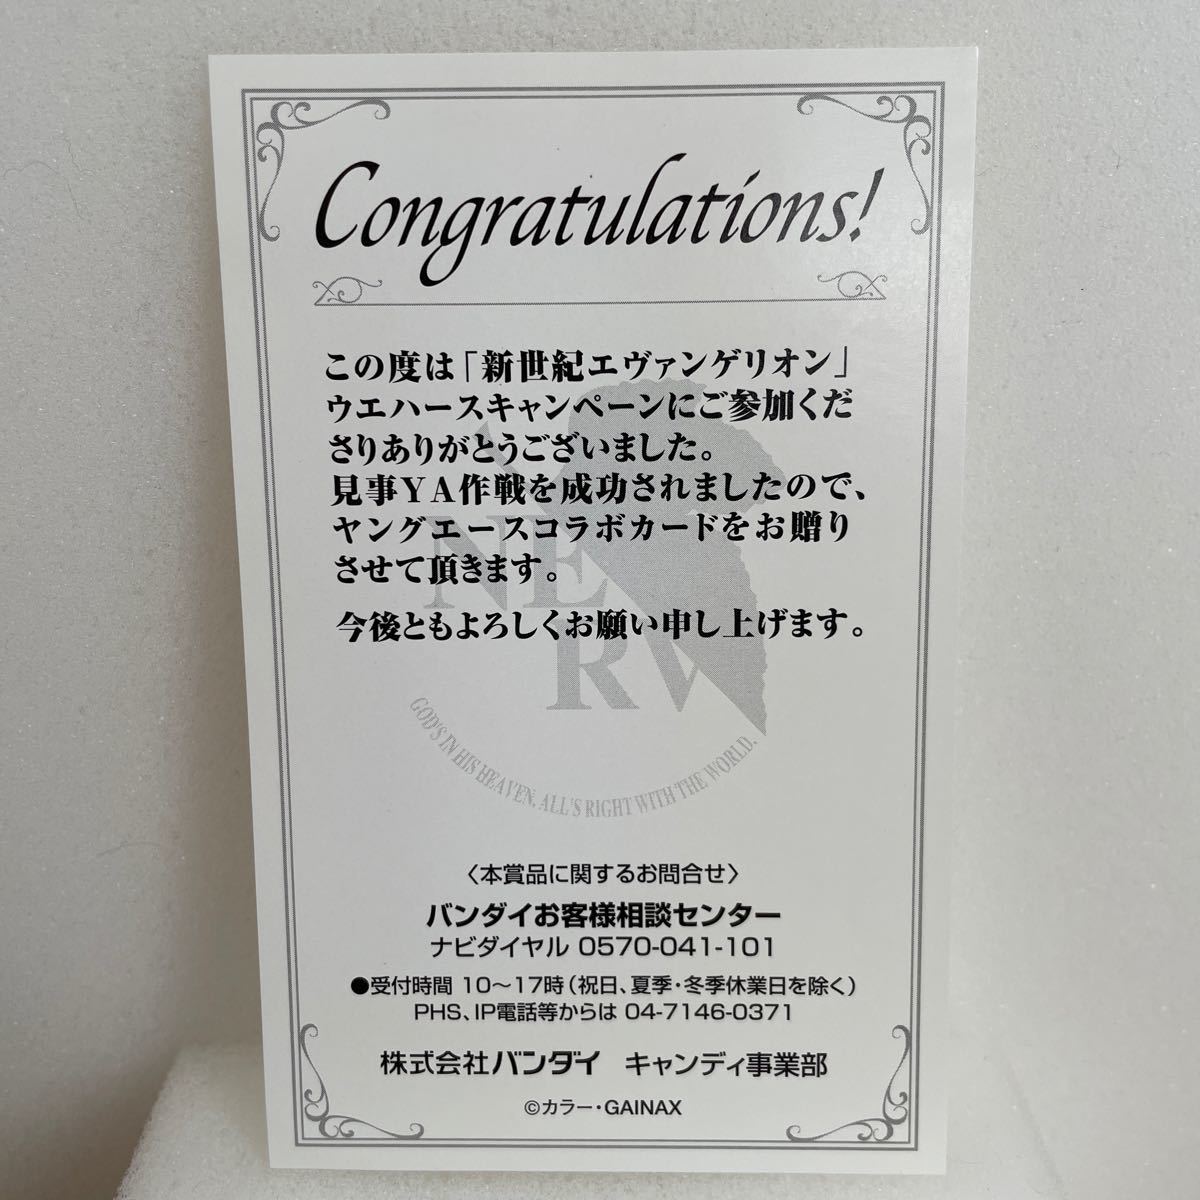 Congratulations!
この度は「新世紀エヴァンゲリオン」
ウエハースキャンペーンにご参加くだ
さりありがとうございました。
見事YA作戦を成功されましたので、
ヤングエースコラボカードをお贈り
させて頂きます。
今後ともよろしくお願い申し上げます。
NERV
GOD'S IN HIS HEAVEN, ALL'S RIGHT WITH THE WORLD.
〈本賞品に関するお問合せ〉
バンダイお客様相談センター
ナビダイヤル 0570-041-101
●受付時間 10〜17時(祝日、夏季・冬季休業日を除く)
PHS、IP電話等からは 04-7146-0371
株式会社バンダイ キャンディ事業部
©カラー・GAINAX